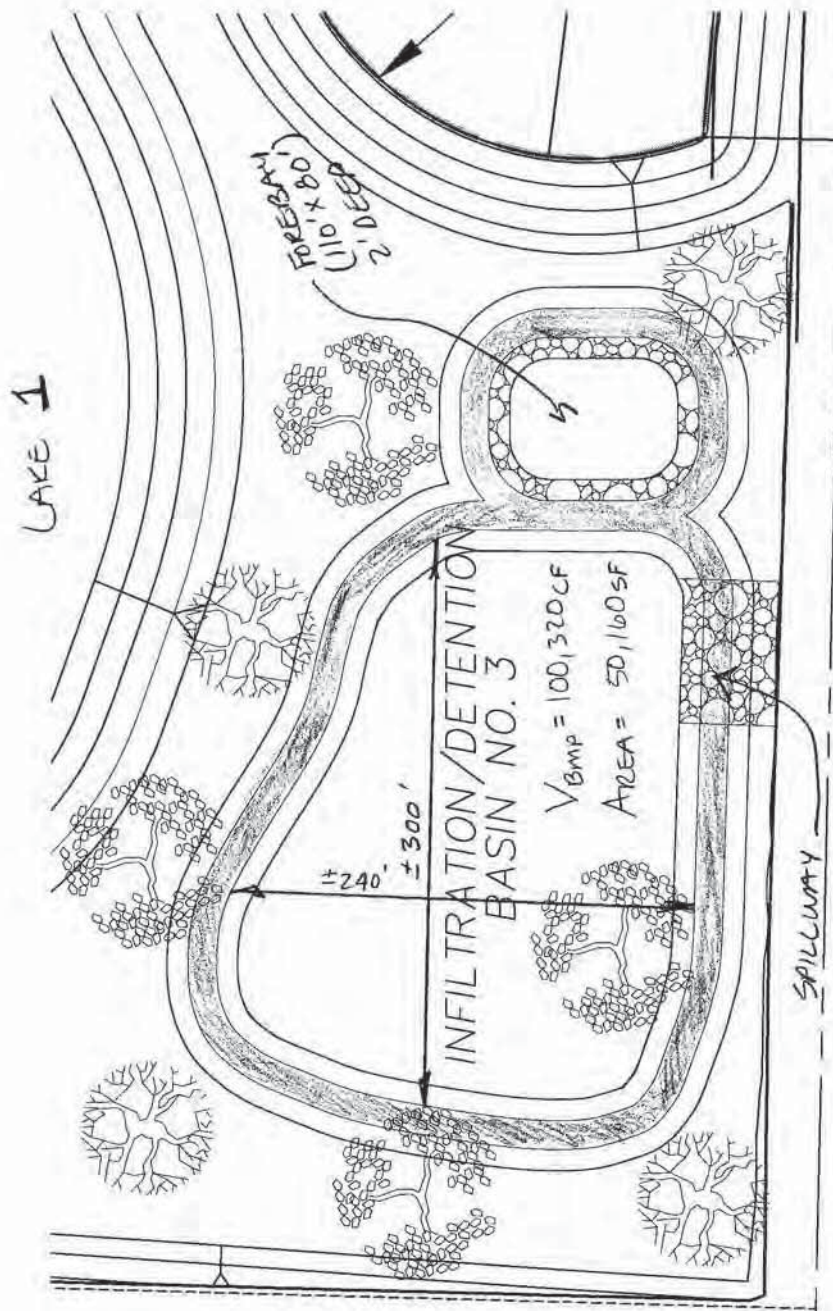 LAKE 1
FOREBAY
(110' x 80')
2' DEEP
±240'
±300'
INFILTRATION/DETENTION
BASIN NO. 3
VBMP = 100,320 CF
AREA = 50,160 SF
SPILLWAY